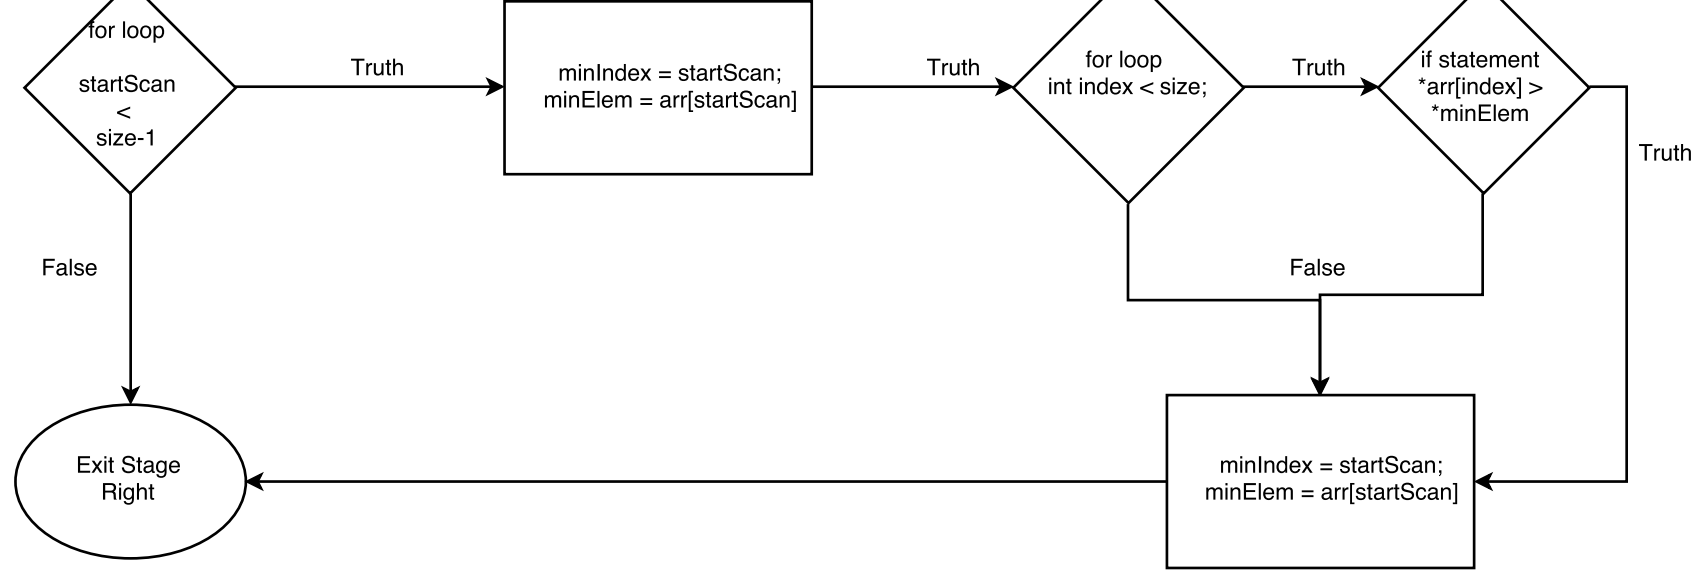 for loop
startScan
<
size-1
Truth
minIndex = startScan;
minElem = arr[startScan]
Truth
for loop
int index < size;
Truth
if statement
*arr[index] >
*minElem
Truth
False
False
Exit Stage
Right
minIndex = startScan;
minElem = arr[startScan]